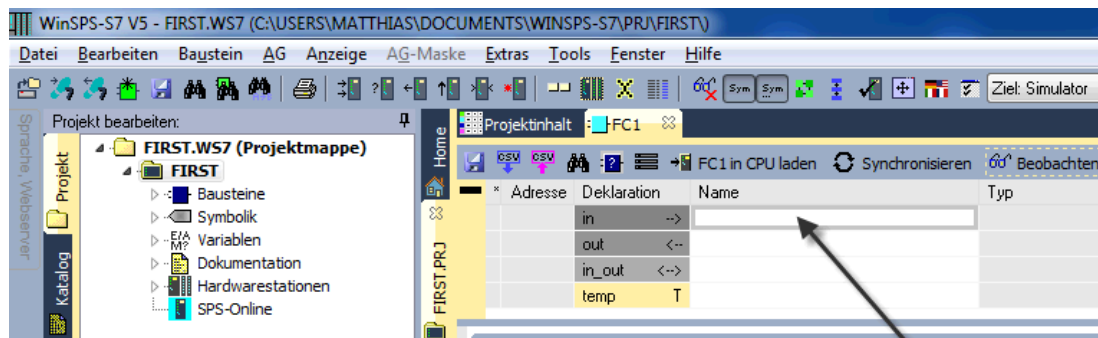 WinSPS-S7 V5 - FIRST.WS7 (C:\USERS\MATTHIAS\DOCUMENTS\WINSPS-S7\PRJ\FIRST\)
Datei Bearbeiten Baustein AG Anzeige AG-Maske Extras Tools Fenster Hilfe
Sym Sym Ziel: Simulator
Sprache, Webserver
Projekt
Katalog
Projekt bearbeiten:
FIRST.WS7 (Projektmappe)
FIRST
Bausteine
Symbolik
E/A M? Variablen
Dokumentation
Hardwarestationen
SPS-Online
Home
FIRST.PRJ
Projektinhalt FC1
CSV CSV ? FC1 in CPU laden Synchronisieren Beobachten
* Adresse Deklaration Name Typ
in -->
out <--
in_out <-->
temp T